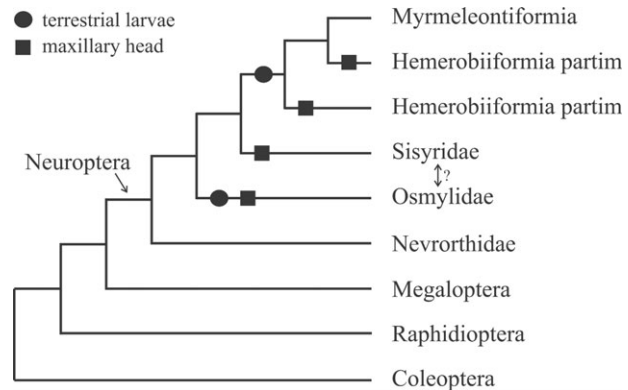 terrestrial larvae
maxillary head
Myrmeleontiformia
Hemerobiiformia partim
Hemerobiiformia partim
Sisyridae
?
Neuroptera
Osmylidae
Nevrorthidae
Megaloptera
Raphidioptera
Coleoptera